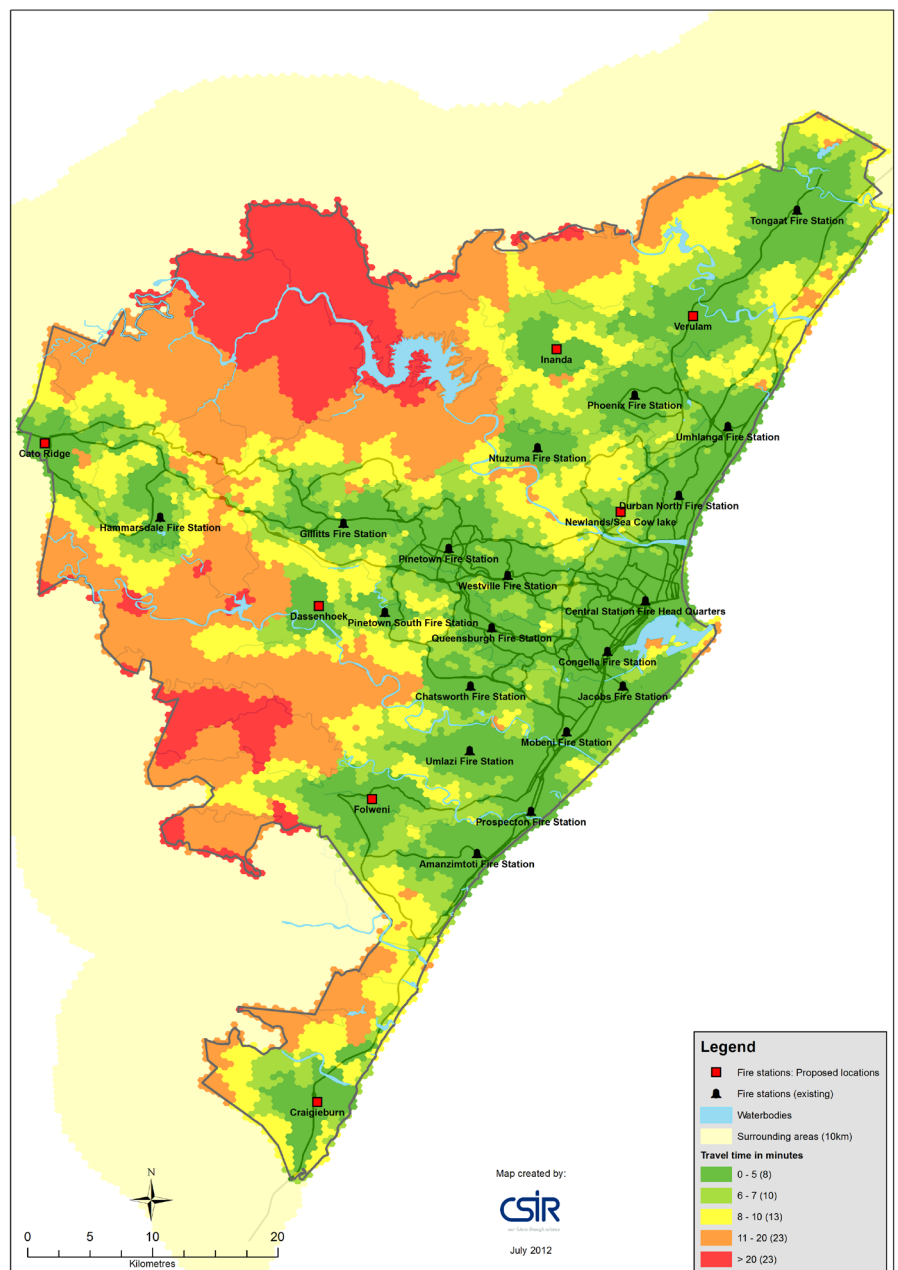 Tongaat Fire Station
Verulam
Inanda
Phoenix Fire Station
Umhlanga Fire Station
Cato Ridge
Ntuzuma Fire Station
Durban North Fire Station
Newlands/Sea Cow lake
Hammarsdale Fire Station
Gillitts Fire Station
Pinetown Fire Station
Westville Fire Station
Central Station Fire Head Quarters
Dassenhoek
Pinetown South Fire Station
Queensburgh Fire Station
Congella Fire Station
Chatsworth Fire Station
Jacobs Fire Station
Mobeni Fire Station
Umlazi Fire Station
Folweni
Prospecton Fire Station
Amanzimtoti Fire Station
Craigieburn
N
0 5 10 20
Kilometres
Map created by:
CSIR
our future through science
July 2012
Legend
Fire stations: Proposed locations
Fire stations (existing)
Waterbodies
Surrounding areas (10km)
Travel time in minutes
0 - 5 (8)
6 - 7 (10)
8 - 10 (13)
11 - 20 (23)
> 20 (23)